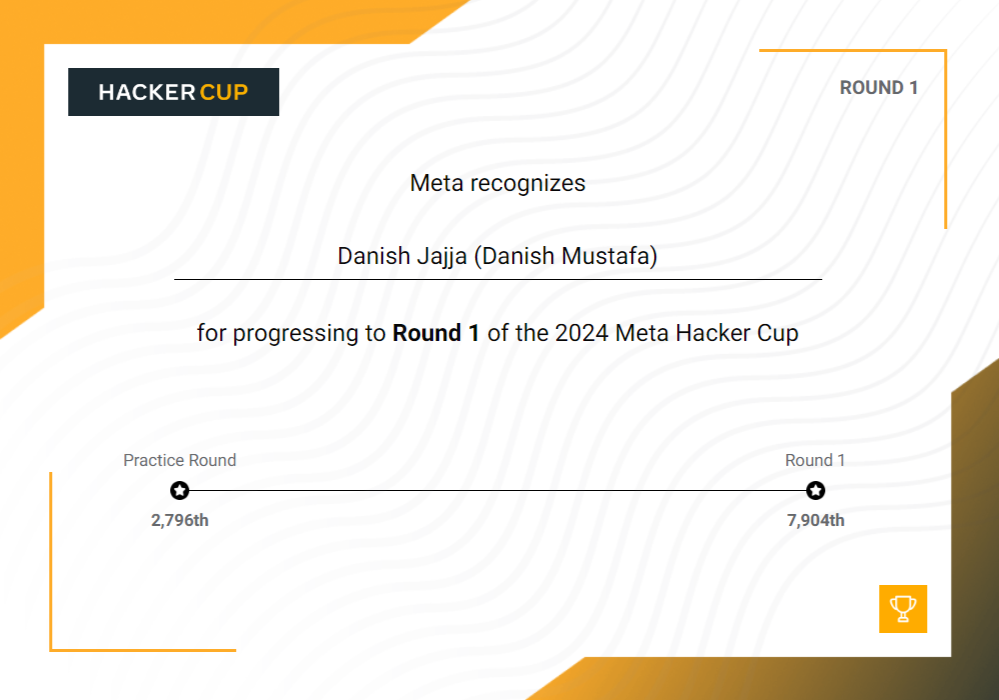 HACKER CUP
ROUND 1
Meta recognizes
Danish Jajja (Danish Mustafa)
for progressing to Round 1 of the 2024 Meta Hacker Cup
Practice Round
Round 1
2,796th
7,904th